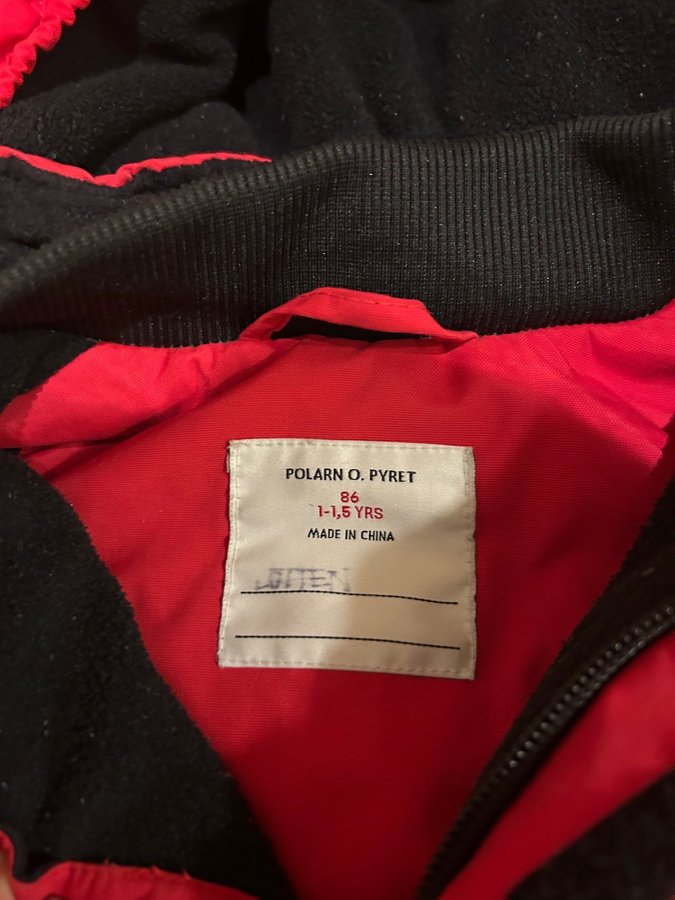 POLARN O. PYRET
86
1-1,5 YRS
MADE IN CHINA